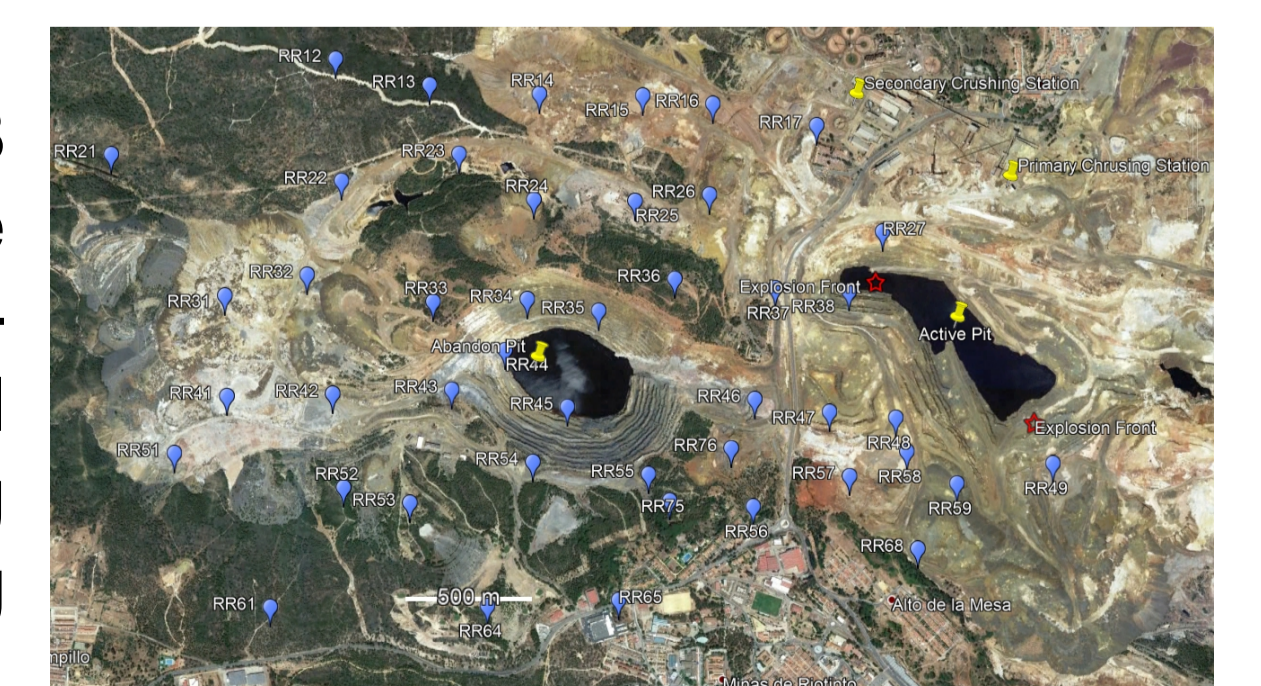 RR12
RR13
RR14
RR15
RR16
Secondary Crushing Station
RR17
RR21
RR22
RR23
RR24
RR25
RR26
Primary Chrusing Station
RR27
RR31
RR32
RR33
RR34
RR35
RR36
Explosion Front
RR37
RR38
Active Pit
Abandon Pit
RR44
RR41
RR42
RR43
RR45
RR46
RR47
RR48
Explosion Front
RR49
RR51
RR52
RR53
RR54
RR55
RR76
RR57
RR58
RR59
RR75
RR56
RR68
RR61
500 m
RR64
RR65
Alto de la Mesa
mpillo
Minas de Riotinto